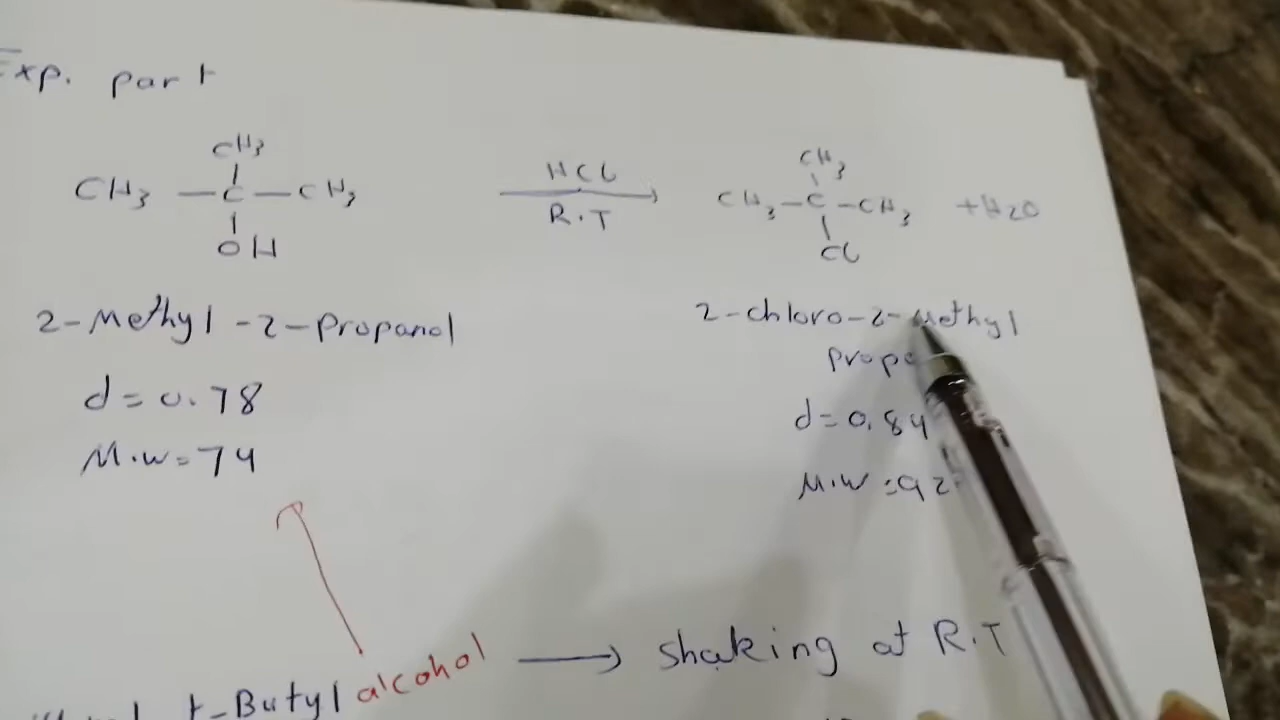 Exp. part
CH3
CH3 — C — CH3
OH
HCl
R.T
CH3
CH3 — C — CH3 + H2O
Cl
2-Methyl-2-Propanol
d = 0.78
M.w = 74
2-chloro-2-Methyl
d = 0.84
M.w = 92
t-Butyl alcohol → shaking at R.T